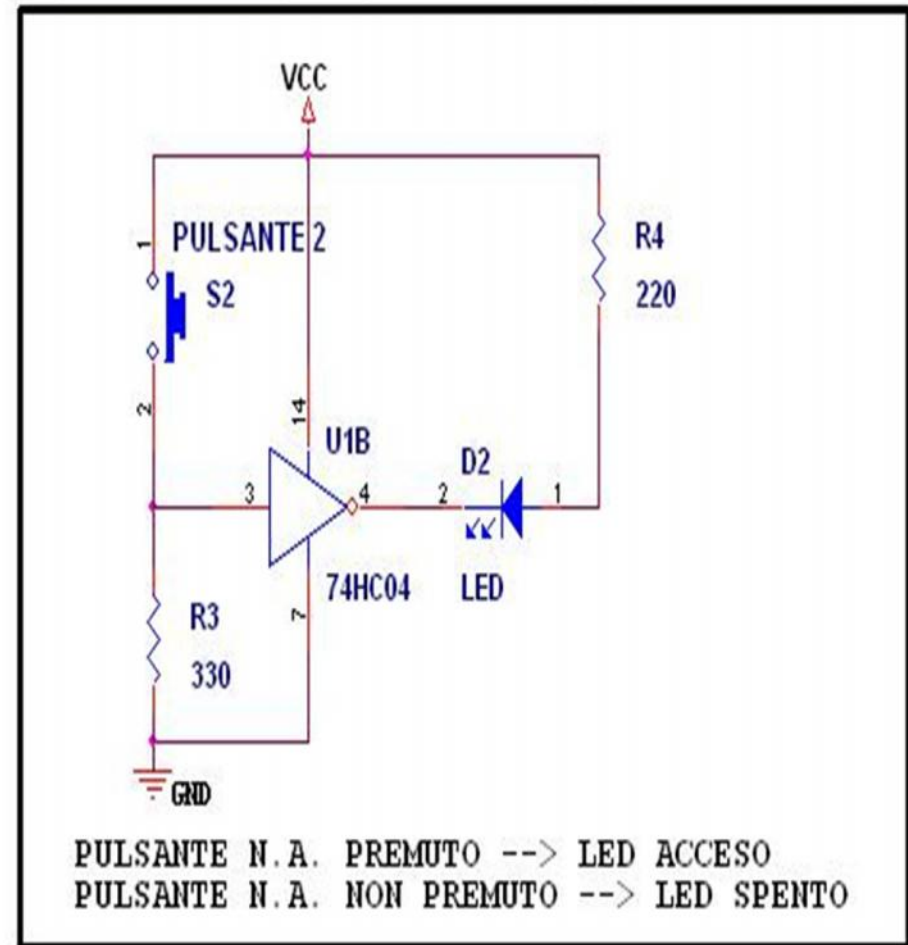 VCC
1
PULSANTE 2
S2
2
R4
220
14
U1B
D2
3
4
2
1
74HC04
LED
7
R3
330
GND
PULSANTE N.A. PREMUTO --> LED ACCESO
PULSANTE N.A. NON PREMUTO --> LED SPENTO